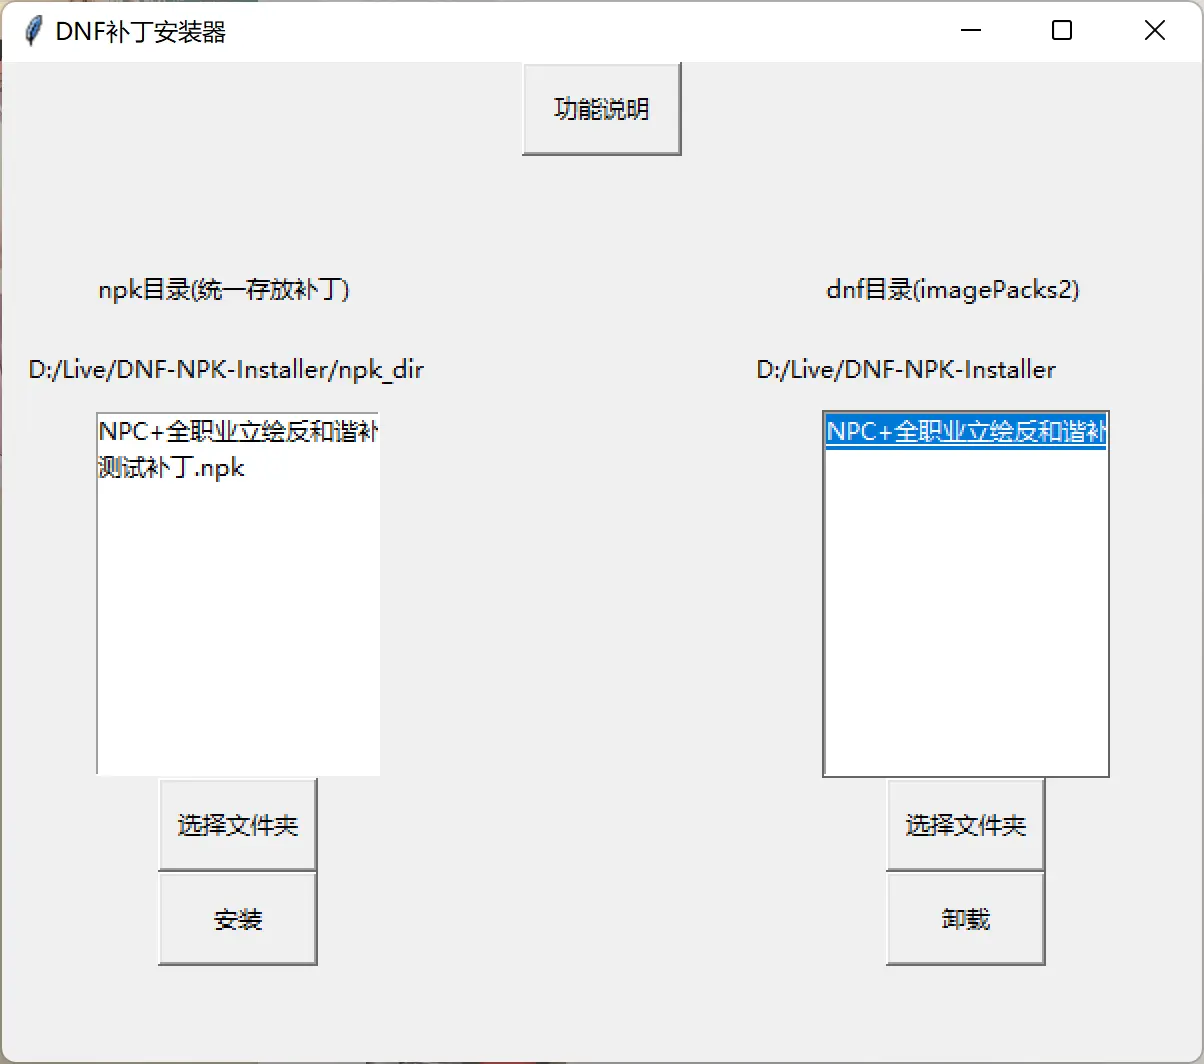 DNF补丁安装器
功能说明
npk目录(统一存放补丁)
dnf目录(imagePacks2)
D:/Live/DNF-NPK-Installer/npk_dir
D:/Live/DNF-NPK-Installer
NPC+全职业立绘反和谐补
测试补丁.npk
NPC+全职业立绘反和谐补
选择文件夹
选择文件夹
安装
卸载